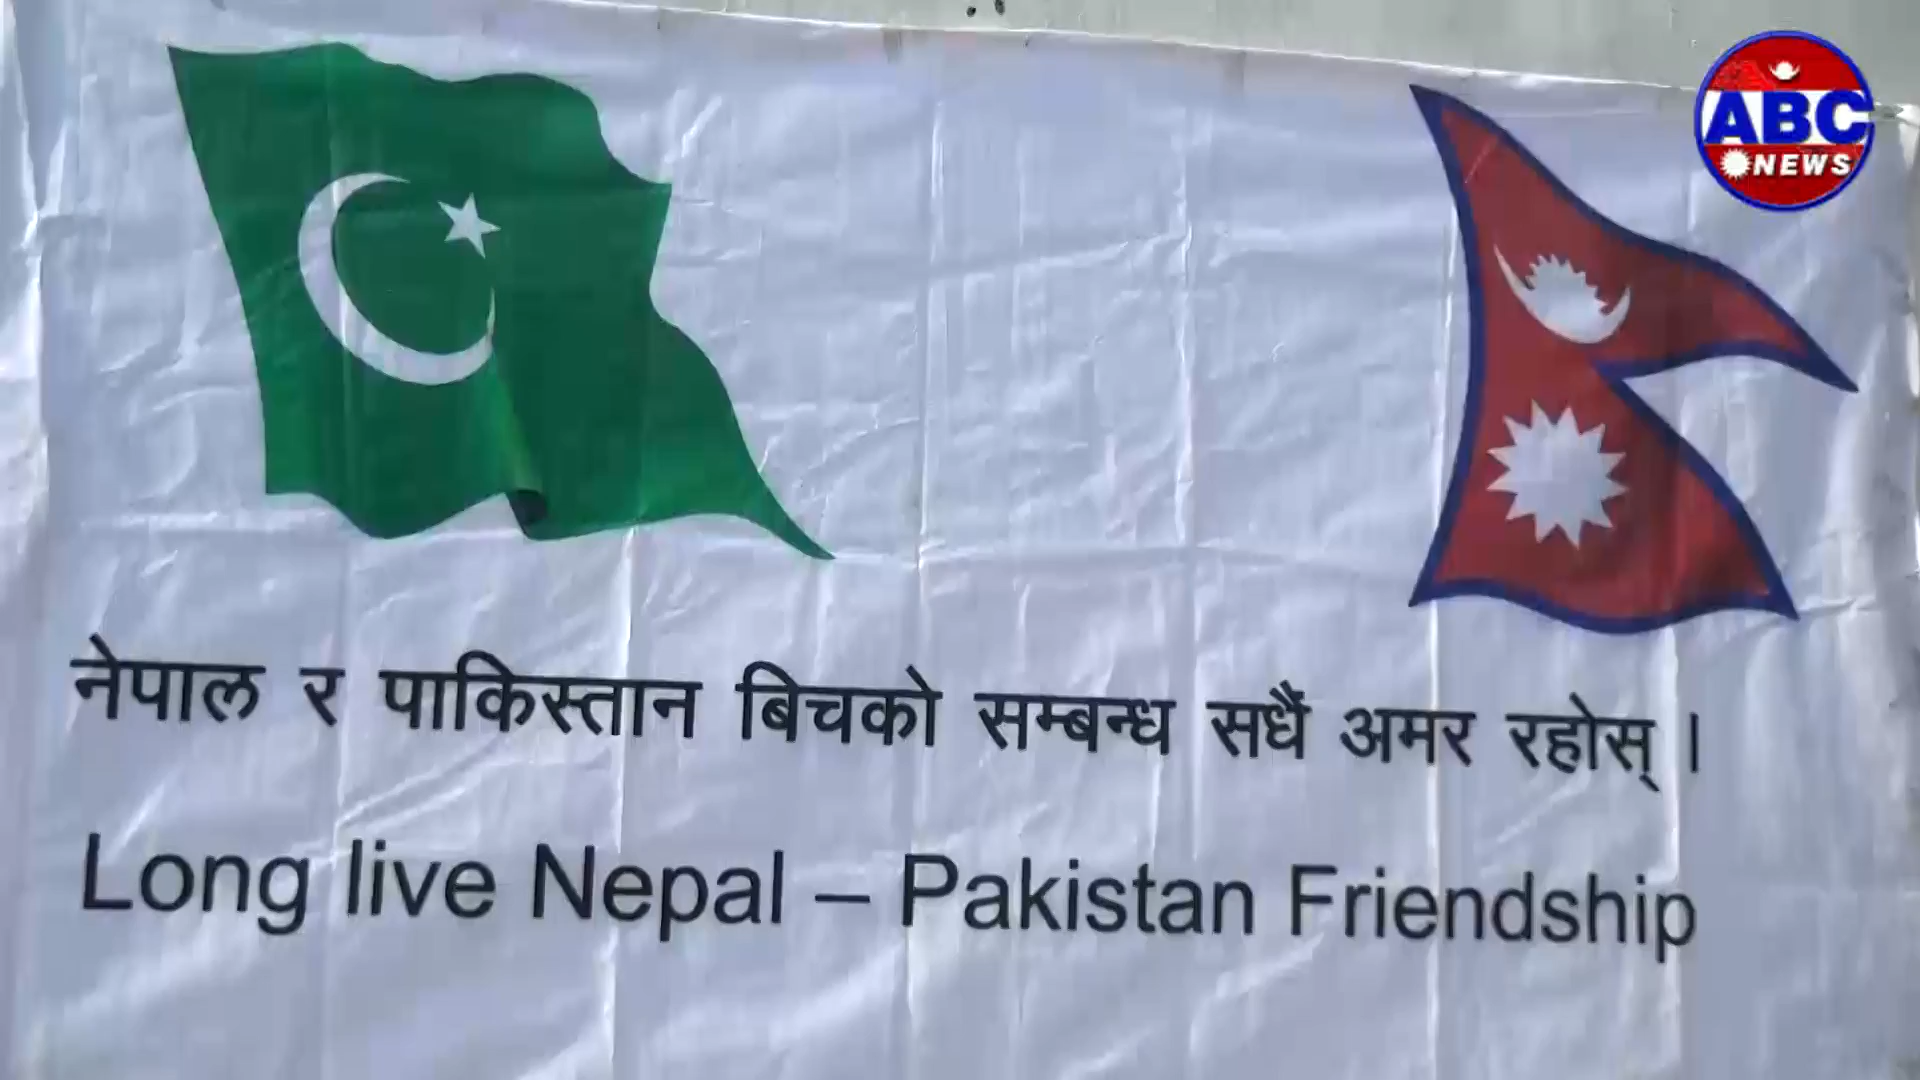 ABC
NEWS
नेपाल र पाकिस्तान बिचको सम्बन्ध सधैं अमर रहोस् ।
Long live Nepal – Pakistan Friendship